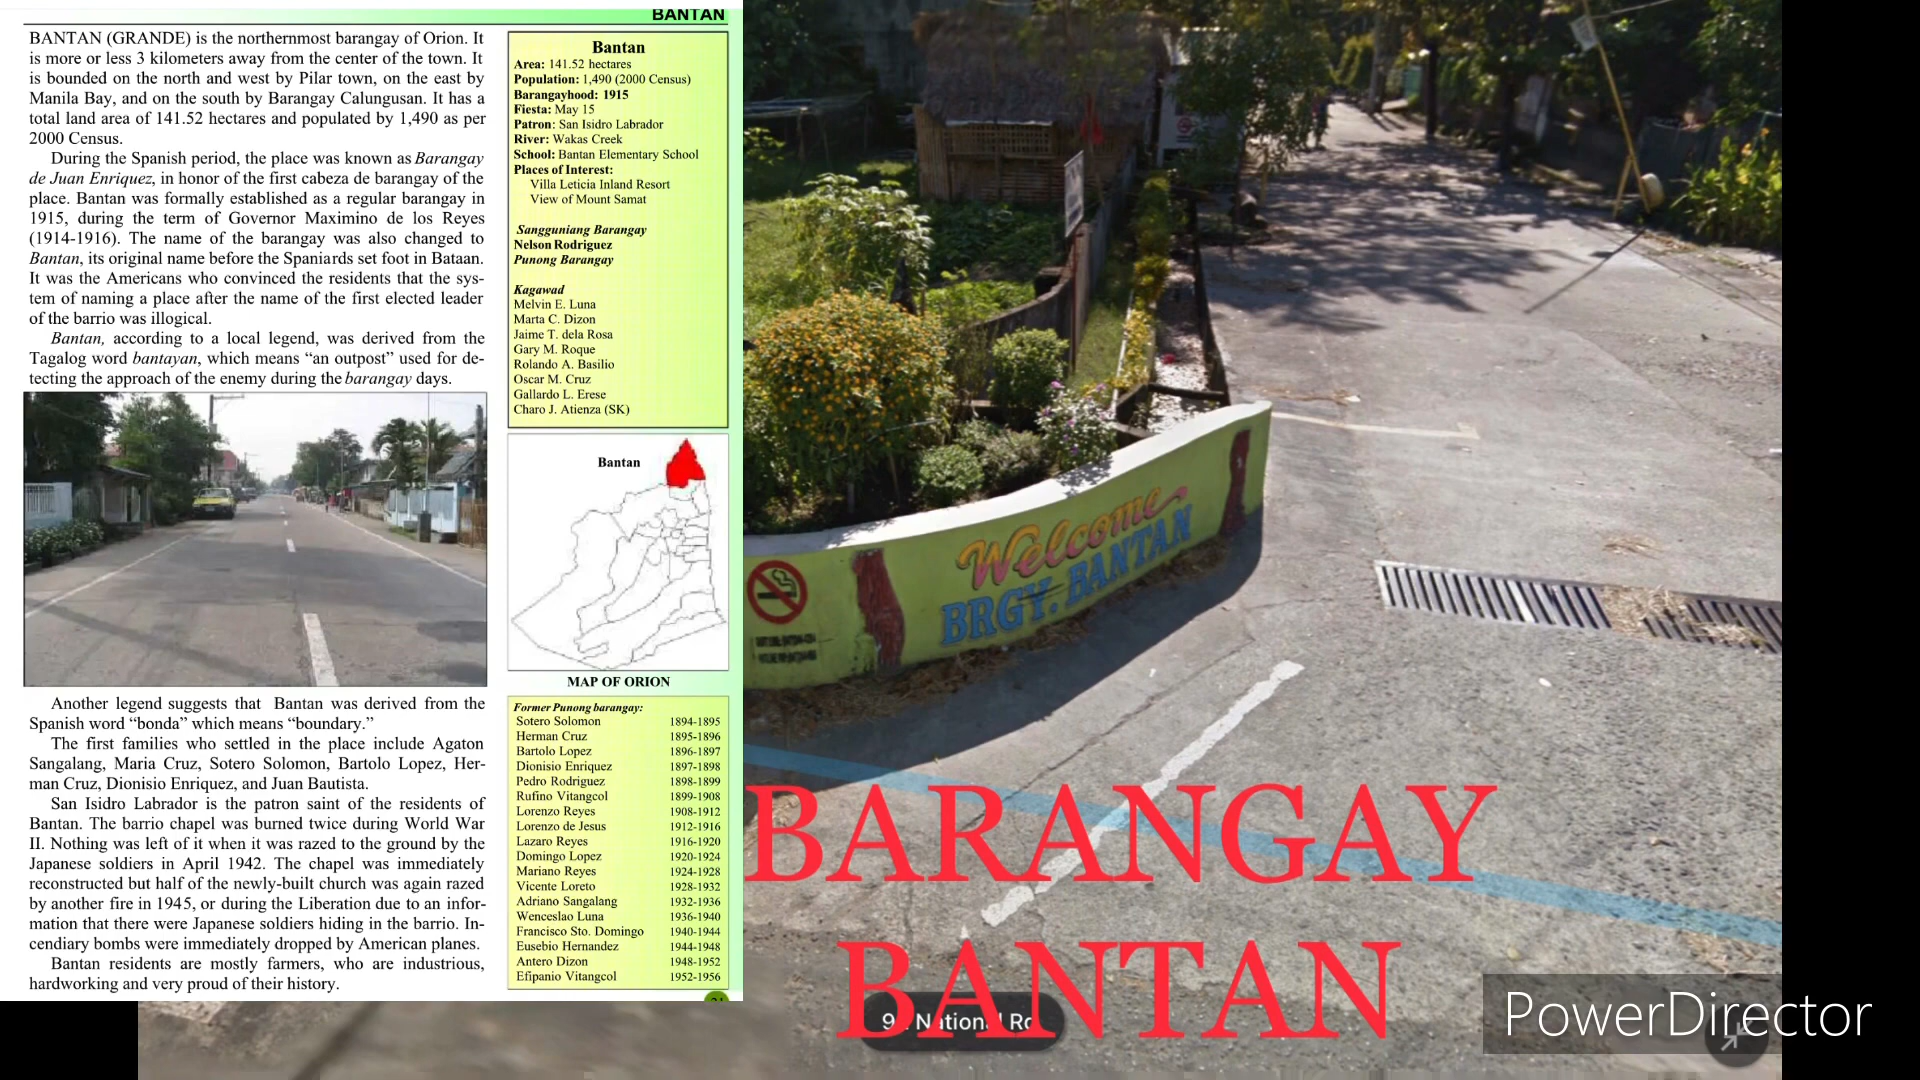 BANTAN
BANTAN (GRANDE) is the northernmost barangay of Orion. It
is more or less 3 kilometers away from the center of the town. It
is bounded on the north and west by Pilar town, on the east by
Manila Bay, and on the south by Barangay Calungusan. It has a
total land area of 141.52 hectares and populated by 1,490 as per
2000 Census.
During the Spanish period, the place was known as Barangay
de Juan Enriquez, in honor of the first cabeza de barangay of the
place. Bantan was formally established as a regular barangay in
1915, during the term of Governor Maximino de los Reyes
(1914-1916). The name of the barangay was also changed to
Bantan, its original name before the Spaniards set foot in Bataan.
It was the Americans who convinced the residents that the sys-
tem of naming a place after the name of the first elected leader
of the barrio was illogical.
Bantan, according to a local legend, was derived from the
Tagalog word bantayan, which means “an outpost” used for de-
tecting the approach of the enemy during the barangay days.
Another legend suggests that Bantan was derived from the
Spanish word “bonda” which means “boundary.”
The first families who settled in the place include Agaton
Sangalang, Maria Cruz, Sotero Solomon, Bartolo Lopez, Her-
man Cruz, Dionisio Enriquez, and Juan Bautista.
San Isidro Labrador is the patron saint of the residents of
Bantan. The barrio chapel was burned twice during World War
II. Nothing was left of it when it was razed to the ground by the
Japanese soldiers in April 1942. The chapel was immediately
reconstructed but half of the newly-built church was again razed
by another fire in 1945, or during the Liberation due to an infor-
mation that there were Japanese soldiers hiding in the barrio. In-
cendiary bombs were immediately dropped by American planes.
Bantan residents are mostly farmers, who are industrious,
hardworking and very proud of their history.
Bantan
Area: 141.52 hectares
Population: 1,490 (2000 Census)
Barangayhood: 1915
Fiesta: May 15
Patron: San Isidro Labrador
River: Wakas Creek
School: Bantan Elementary School
Places of Interest:
Villa Leticia Inland Resort
View of Mount Samat
Sangguniang Barangay
Nelson Rodriguez
Punong Barangay
Kagawad
Melvin E. Luna
Marta C. Dizon
Jaime T. dela Rosa
Gary M. Roque
Rolando A. Basilio
Oscar M. Cruz
Gallardo L. Erese
Charo J. Atienza (SK)
Bantan
MAP OF ORION
Former Punong barangay:
Sotero Solomon 1894-1895
Herman Cruz 1895-1896
Bartolo Lopez 1896-1897
Dionisio Enriquez 1897-1898
Pedro Rodriguez 1898-1899
Rufino Vitangcol 1899-1908
Lorenzo Reyes 1908-1912
Lorenzo de Jesus 1912-1916
Lazaro Reyes 1916-1920
Domingo Lopez 1920-1924
Mariano Reyes 1924-1928
Vicente Loreto 1928-1932
Adriano Sangalang 1932-1936
Wenceslao Luna 1936-1940
Francisco Sto. Domingo 1940-1944
Eusebio Hernandez 1944-1948
Antero Dizon 1948-1952
Efipanio Vitangcol 1952-1956
Welcome
BRGY. BANTAN
BARANGAY
BANTAN
National Rd
PowerDirector